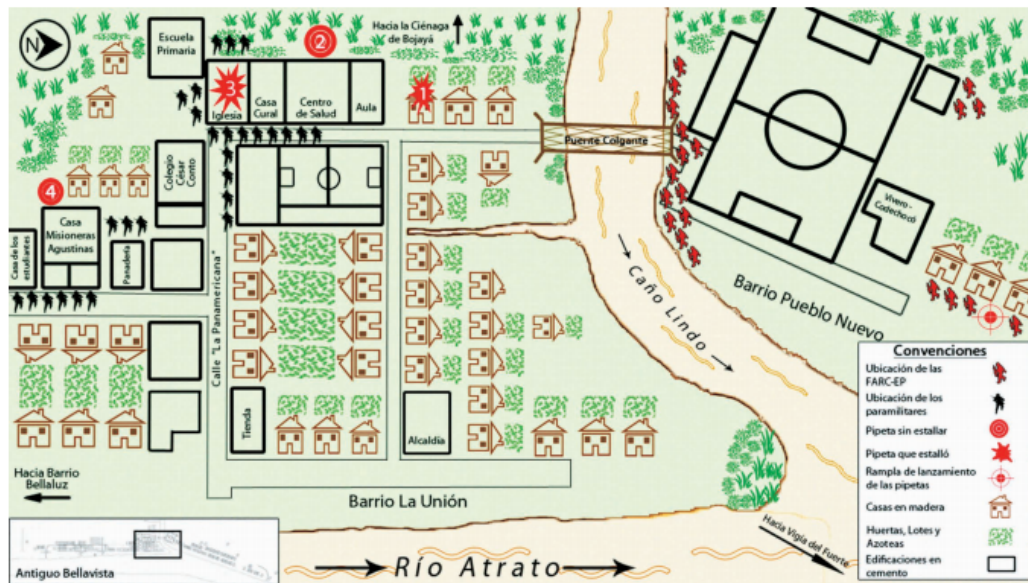 N
Escuela
Primaria
2
Hacia la Ciénaga
de Bojayá
3
Iglesia
Casa
Cural
Centro
de Salud
Aula
1
Puente Colgante
Colegio
César
Conto
4
Casa
Misioneras
Agustinas
Casa de los
estudiantes
Panadería
Calle "La Panamericana"
Vivero -
Codechocó
Caño Lindo
Barrio Pueblo Nuevo
Tienda
Alcaldía
Hacia Barrio
Bellaluz
Barrio La Unión
Antiguo Bellavista
Río Atrato
Hacia Vigía del Fuerte
Convenciones
Ubicación de las
FARC-EP
Ubicación de los
paramilitares
Pipeta sin estallar
Pipeta que estalló
Rampla de lanzamiento
de las pipetas
Casas en madera
Huertas, Lotes y
Azoteas
Edificaciones en
cemento